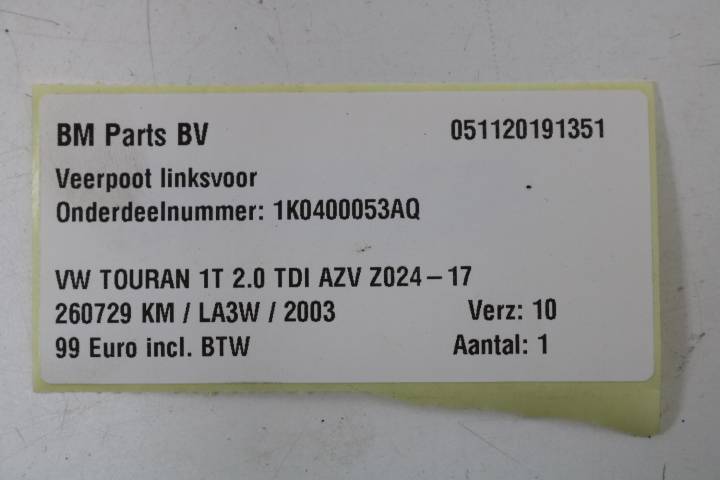 BM Parts BV 051120191351
Veerpoot linksvoor
Onderdeelnummer: 1K0400053AQ
VW TOURAN 1T 2.0 TDI AZV Z024-17
260729 KM / LA3W / 2003 Verz: 10
99 Euro incl. BTW Aantal: 1